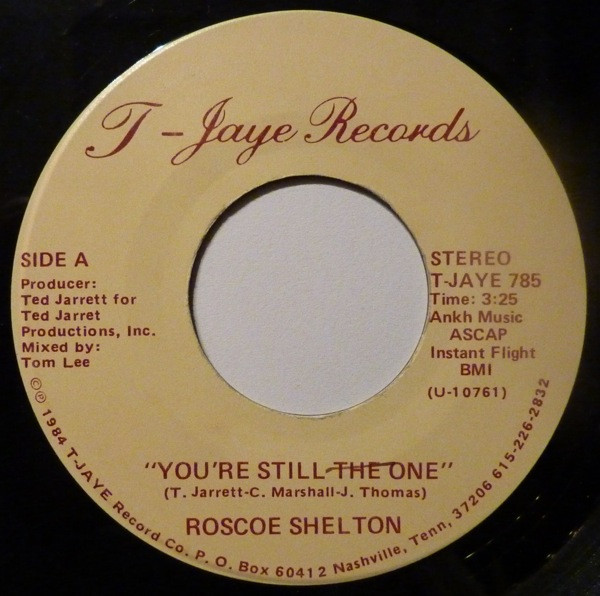 T-Jaye Records
SIDE A
Producer:
Ted Jarrett for
Ted Jarret
Productions, Inc.
Mixed by:
Tom Lee
STEREO
T-JAYE 785
Time: 3:25
Ankh Music
ASCAP
Instant Flight
BMI
(U-10761)
"YOU'RE STILL THE ONE"
(T. Jarrett-C. Marshall-J. Thomas)
ROSCOE SHELTON
©℗ 1984 T-JAYE Record Co. P. O. Box 60412 Nashville, Tenn, 37206 615-226-2832